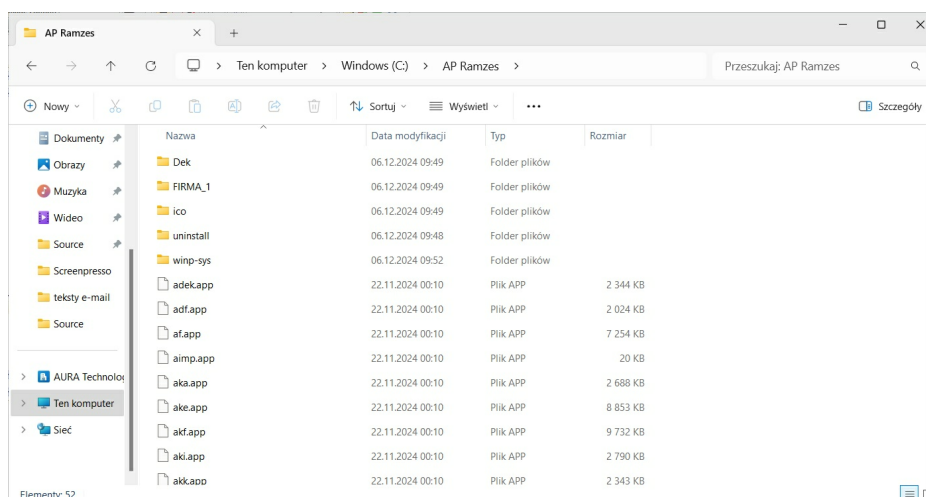 AP Ramzes
Ten komputer > Windows (C:) > AP Ramzes >
Przeszukaj: AP Ramzes
Nowy
Sortuj
Wyświetl
Szczegóły
Dokumenty
Obrazy
Muzyka
Wideo
Source
Screenpresso
teksty e-mail
Source
AURA Technolog
Ten komputer
Sieć
Nazwa Data modyfikacji Typ Rozmiar
Dek 06.12.2024 09:49 Folder plików
FIRMA_1 06.12.2024 09:49 Folder plików
ico 06.12.2024 09:49 Folder plików
uninstall 06.12.2024 09:48 Folder plików
winp-sys 06.12.2024 09:52 Folder plików
adek.app 22.11.2024 00:10 Plik APP 2 344 KB
adf.app 22.11.2024 00:10 Plik APP 2 024 KB
af.app 22.11.2024 00:10 Plik APP 7 254 KB
aimp.app 22.11.2024 00:10 Plik APP 20 KB
aka.app 22.11.2024 00:10 Plik APP 2 688 KB
ake.app 22.11.2024 00:10 Plik APP 8 853 KB
akf.app 22.11.2024 00:10 Plik APP 9 732 KB
aki.app 22.11.2024 00:10 Plik APP 2 790 KB
akk.app 22.11.2024 00:10 Plik APP 2 343 KB
Elementy: 52